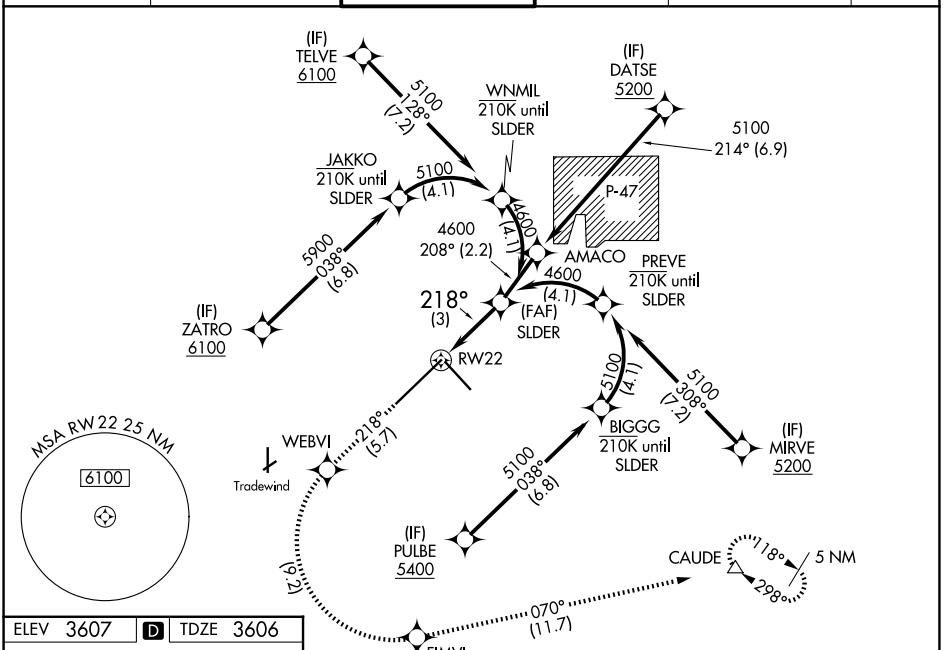 (IF)
TELVE
6100
5100
128°
(7.2)
(IF)
DATSE
5200
5100
214° (6.9)
WNMIL
210K until
SLDER
JAKKO
210K until
SLDER
5100
(4.1)
P-47
4600
(4.1)
4600
208° (2.2)
AMACO
PREVE
210K until
SLDER
4600
(4.1)
5900
038°
(6.8)
(IF)
ZATRO
6100
218°
(3)
(FAF)
SLDER
RW22
5100
(4.1)
5100
308°
(7.2)
BIGGG
210K until
SLDER
(IF)
MIRVE
5200
218°
(5.7)
WEBVI
Tradewind
MSA RW22 25 NM
6100
5100
038°
(6.8)
(IF)
PULBE
5400
(9.2)
CAUDE
118°
298°
5 NM
070°
(11.7)
ELEV 3607 D TDZE 3606